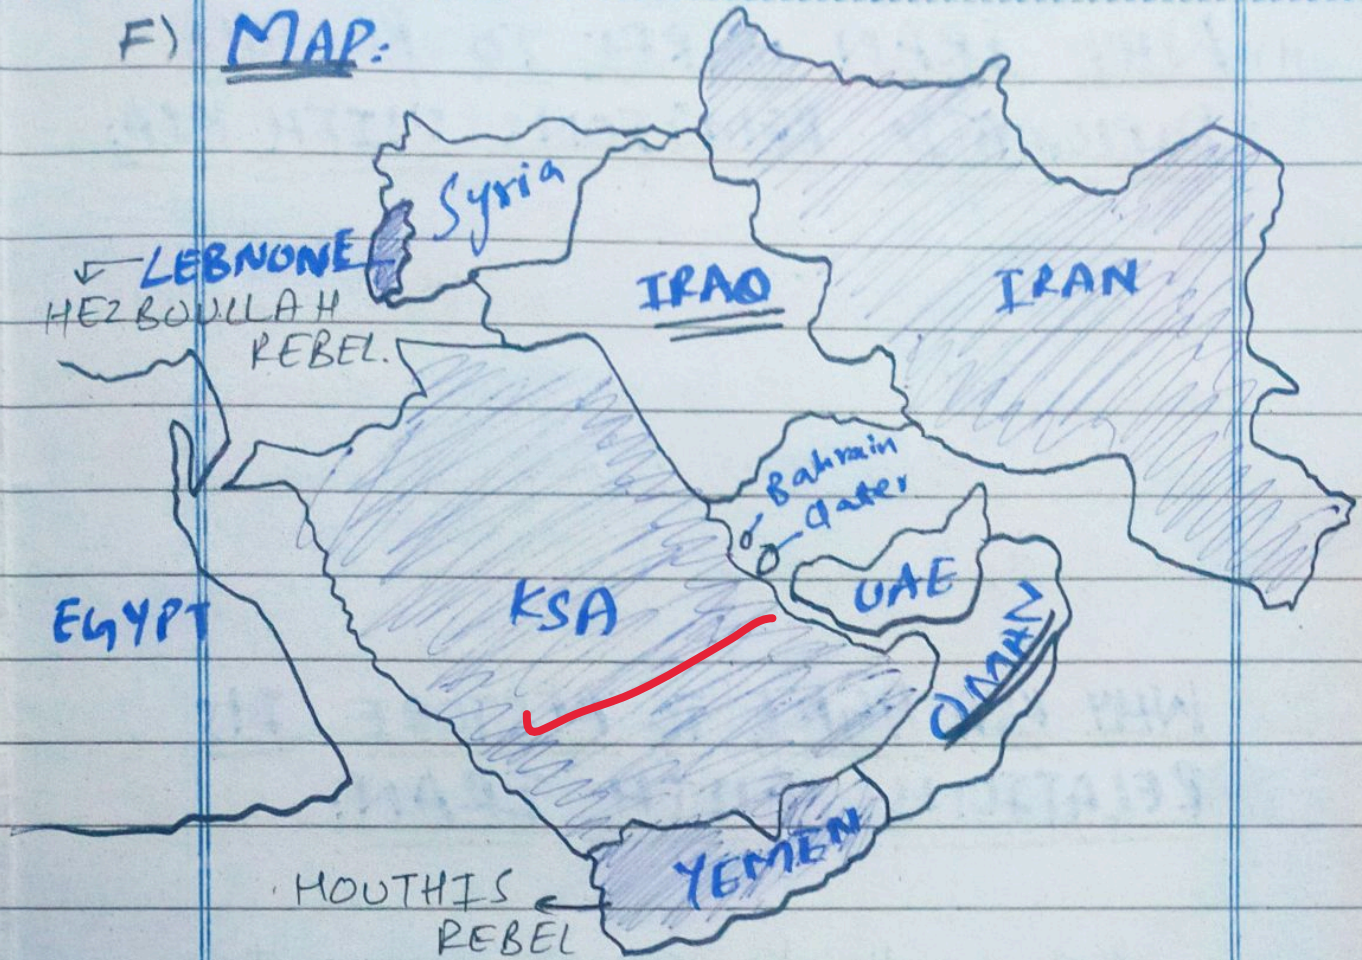 F) MAP:
Syria
LEBNONE
HEZBOULLAH
REBEL.
IRAQ
IRAN
Bahrain
Qater
KSA
UAE
EGYPT
OMAN
YEMEN
HOUTHIS
REBEL